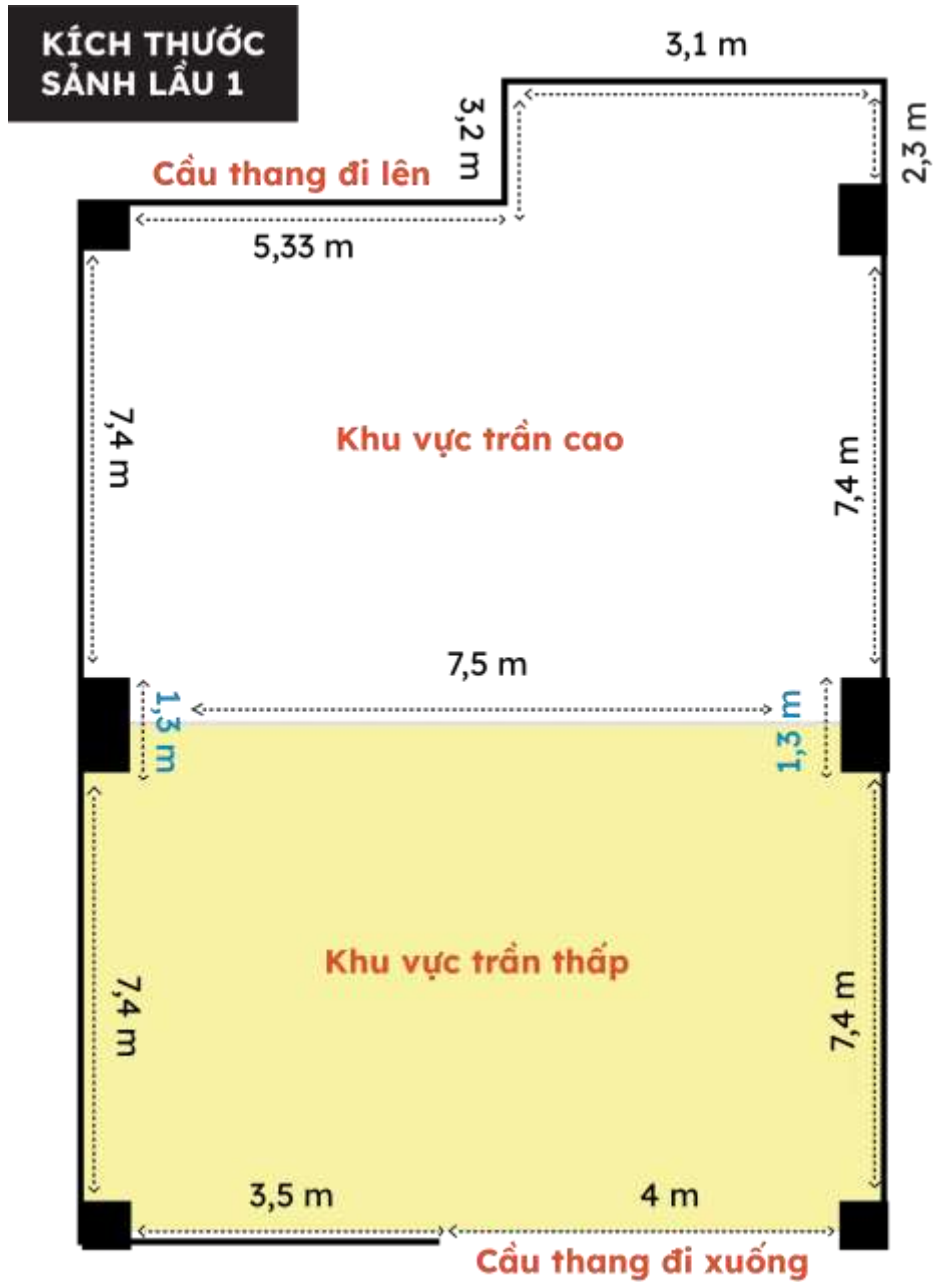 KÍCH THƯỚC
SẢNH LẦU 1
3,1 m
3,2 m
2,3 m
Cầu thang đi lên
5,33 m
7,4 m
Khu vực trần cao
7,4 m
7,5 m
1,3 m
1,3 m
Khu vực trần thấp
7,4 m
7,4 m
3,5 m
4 m
Cầu thang đi xuống